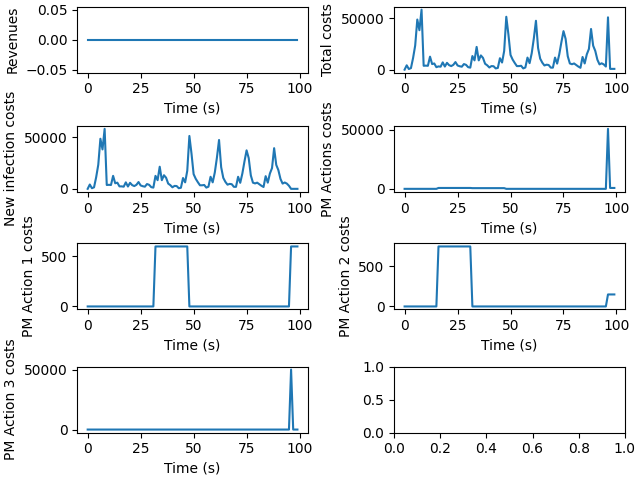 Revenues
0.05
0.00
−0.05
0 25 50 75 100
Time (s)
Total costs
50000
0
0 25 50 75 100
Time (s)
New infection costs
50000
0
0 25 50 75 100
Time (s)
PM Actions costs
50000
0
0 25 50 75 100
Time (s)
PM Action 1 costs
500
0
0 25 50 75 100
Time (s)
PM Action 2 costs
500
0
0 25 50 75 100
Time (s)
PM Action 3 costs
50000
0
0 25 50 75 100
Time (s)
1.0
0.5
0.0
0.0 0.2 0.4 0.6 0.8 1.0